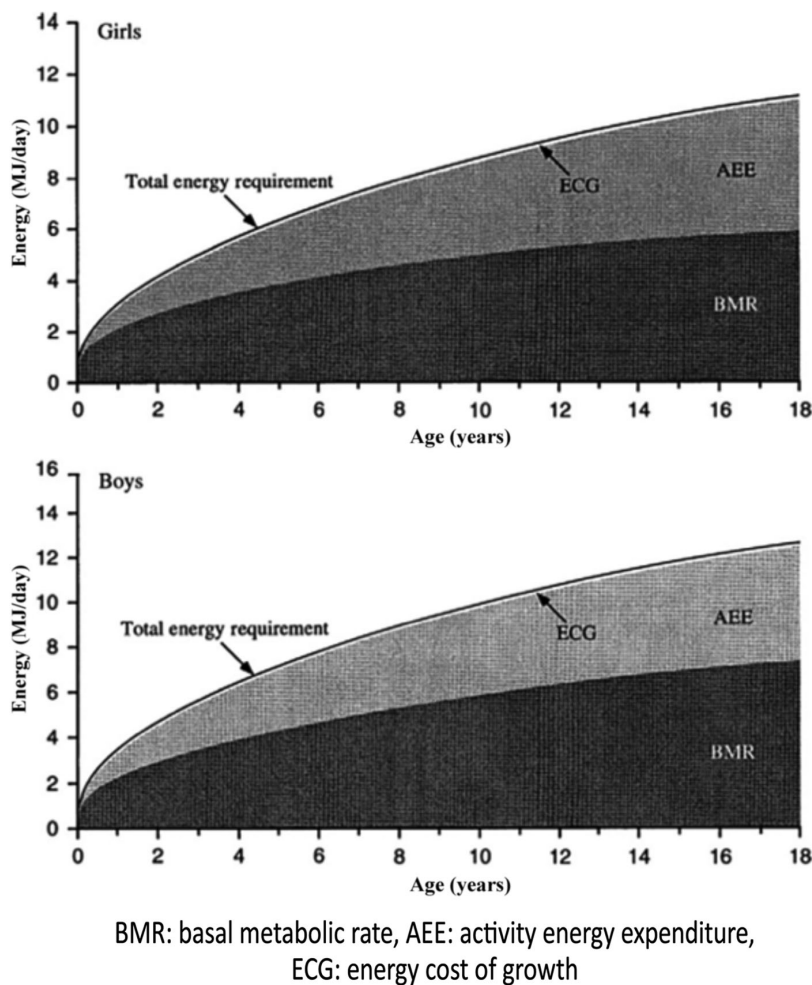 14
Girls
12
10
8
6
4
2
0
Energy (MJ/day)
Total energy requirement
ECG
AEE
BMR
0 2 4 6 8 10 12 14 16 18
Age (years)
16
Boys
14
12
10
8
6
4
2
0
Energy (MJ/day)
Total energy requirement
ECG
AEE
BMR
0 2 4 6 8 10 12 14 16 18
Age (years)
BMR: basal metabolic rate, AEE: activity energy expenditure,
ECG: energy cost of growth